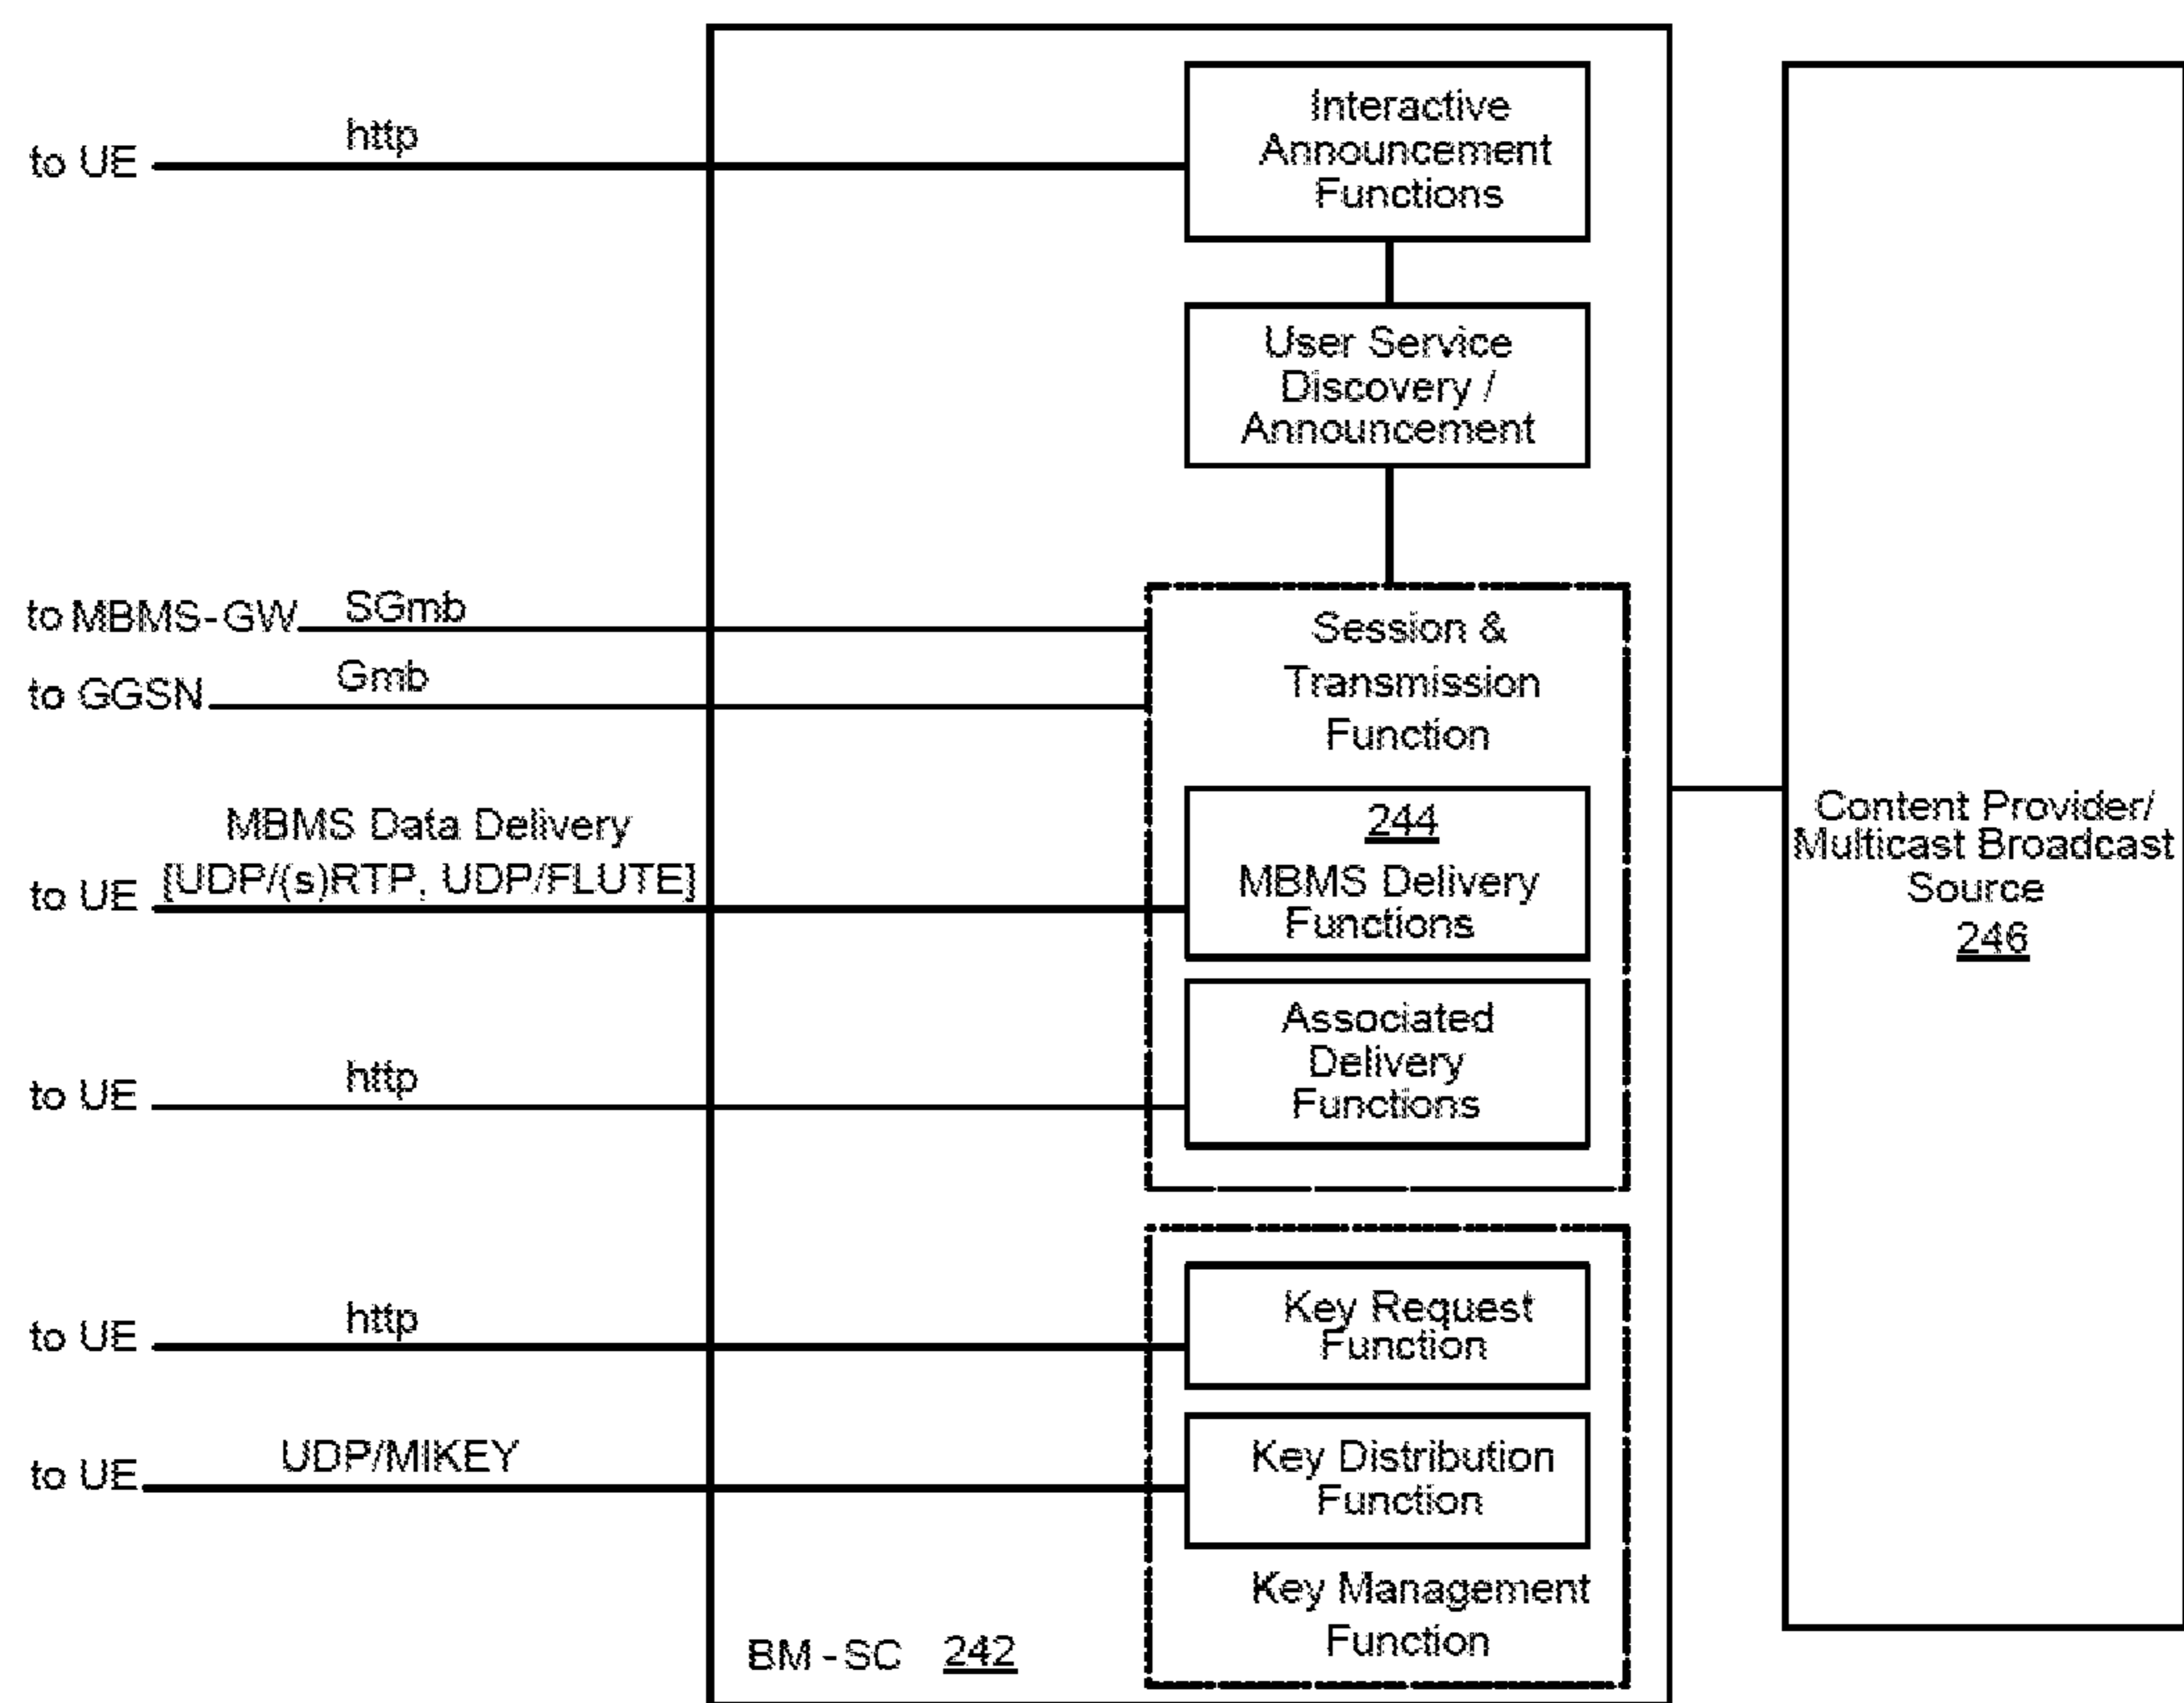 Interactive
Announcement
Functions
http
to UE
User Service
Discovery /
Announcement
to MBMS-GW
SGmb
to GGSN
Gmb
Session &
Transmission
Function
MBMS Data Delivery
[UDP/(s)RTP, UDP/FLUTE]
to UE
244
MBMS Delivery
Functions
Content Provider/
Multicast Broadcast
Source
246
http
to UE
Associated
Delivery
Functions
http
to UE
Key Request
Function
UDP/MIKEY
to UE
Key Distribution
Function
Key Management
Function
BM-SC 242